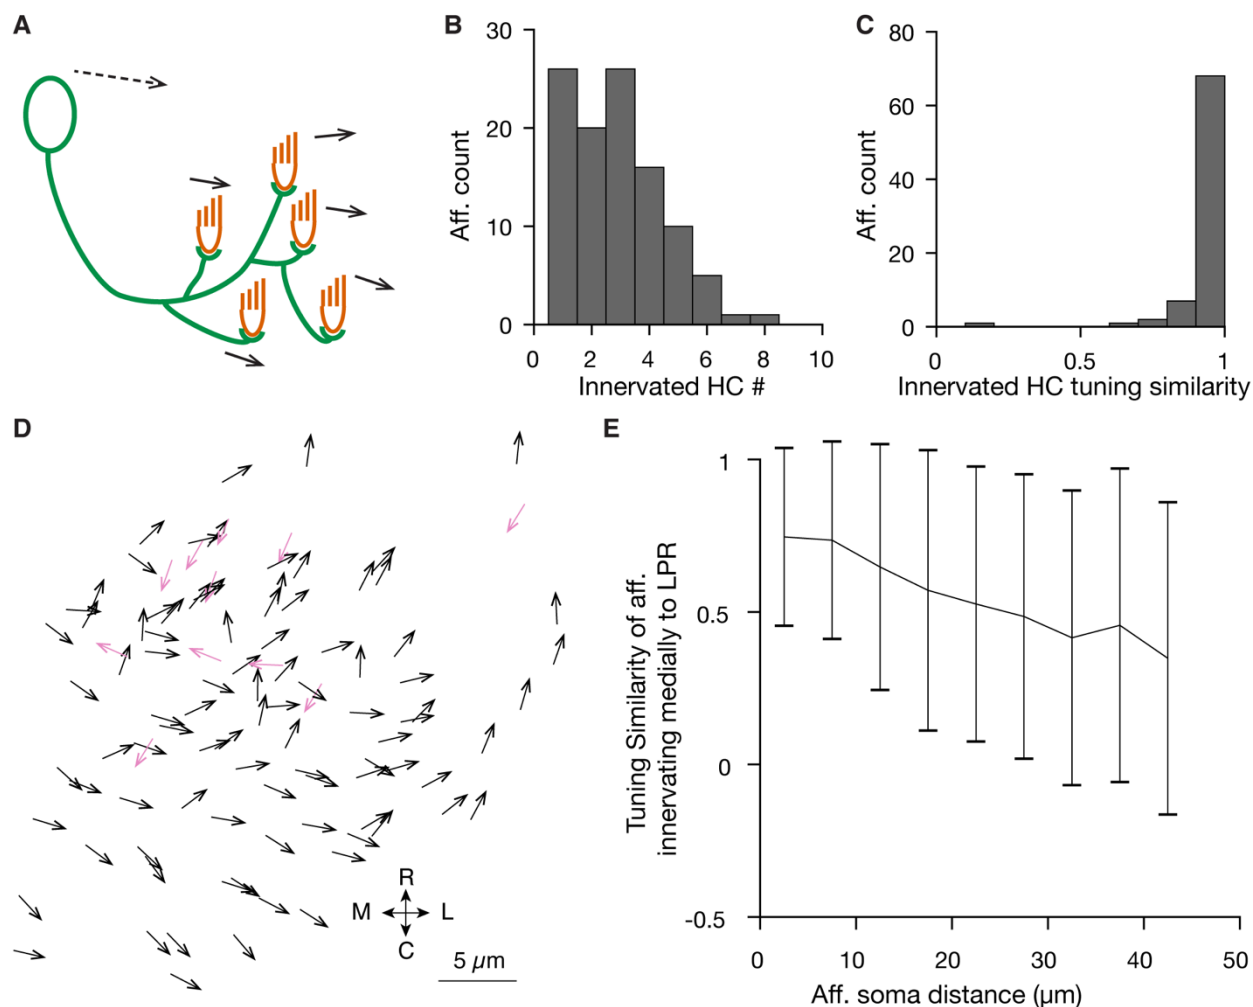 A
B
30
20
10
0
Aff. count
0 2 4 6 8 10
Innervated HC #
C
80
60
40
20
0
Aff. count
0 0.5 1
Innervated HC tuning similarity
D
R
M L
C
5 µm
E
1
0.5
0
-0.5
Tuning Similarity of aff.
innervating medially to LPR
0 10 20 30 40 50
Aff. soma distance (µm)